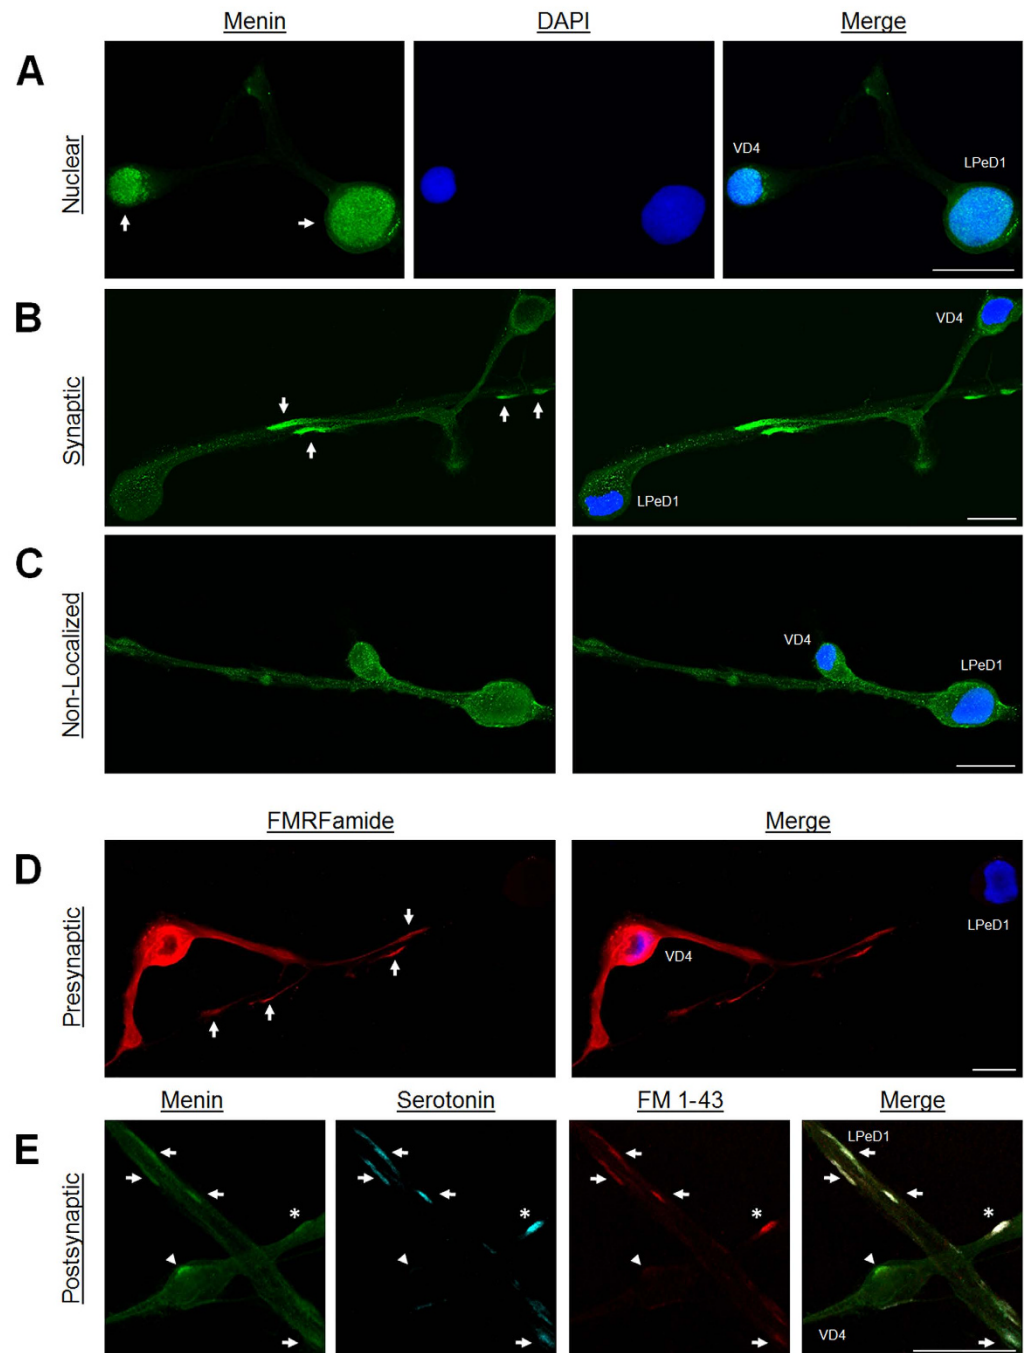 Menin DAPI Merge
A
Nuclear
VD4
LPeD1
B
Synaptic
VD4
LPeD1
C
Non-Localized
VD4
LPeD1
FMRFamide Merge
D
Presynaptic
VD4
LPeD1
Menin Serotonin FM 1-43 Merge
E
Postsynaptic
LPeD1
* * * *
VD4